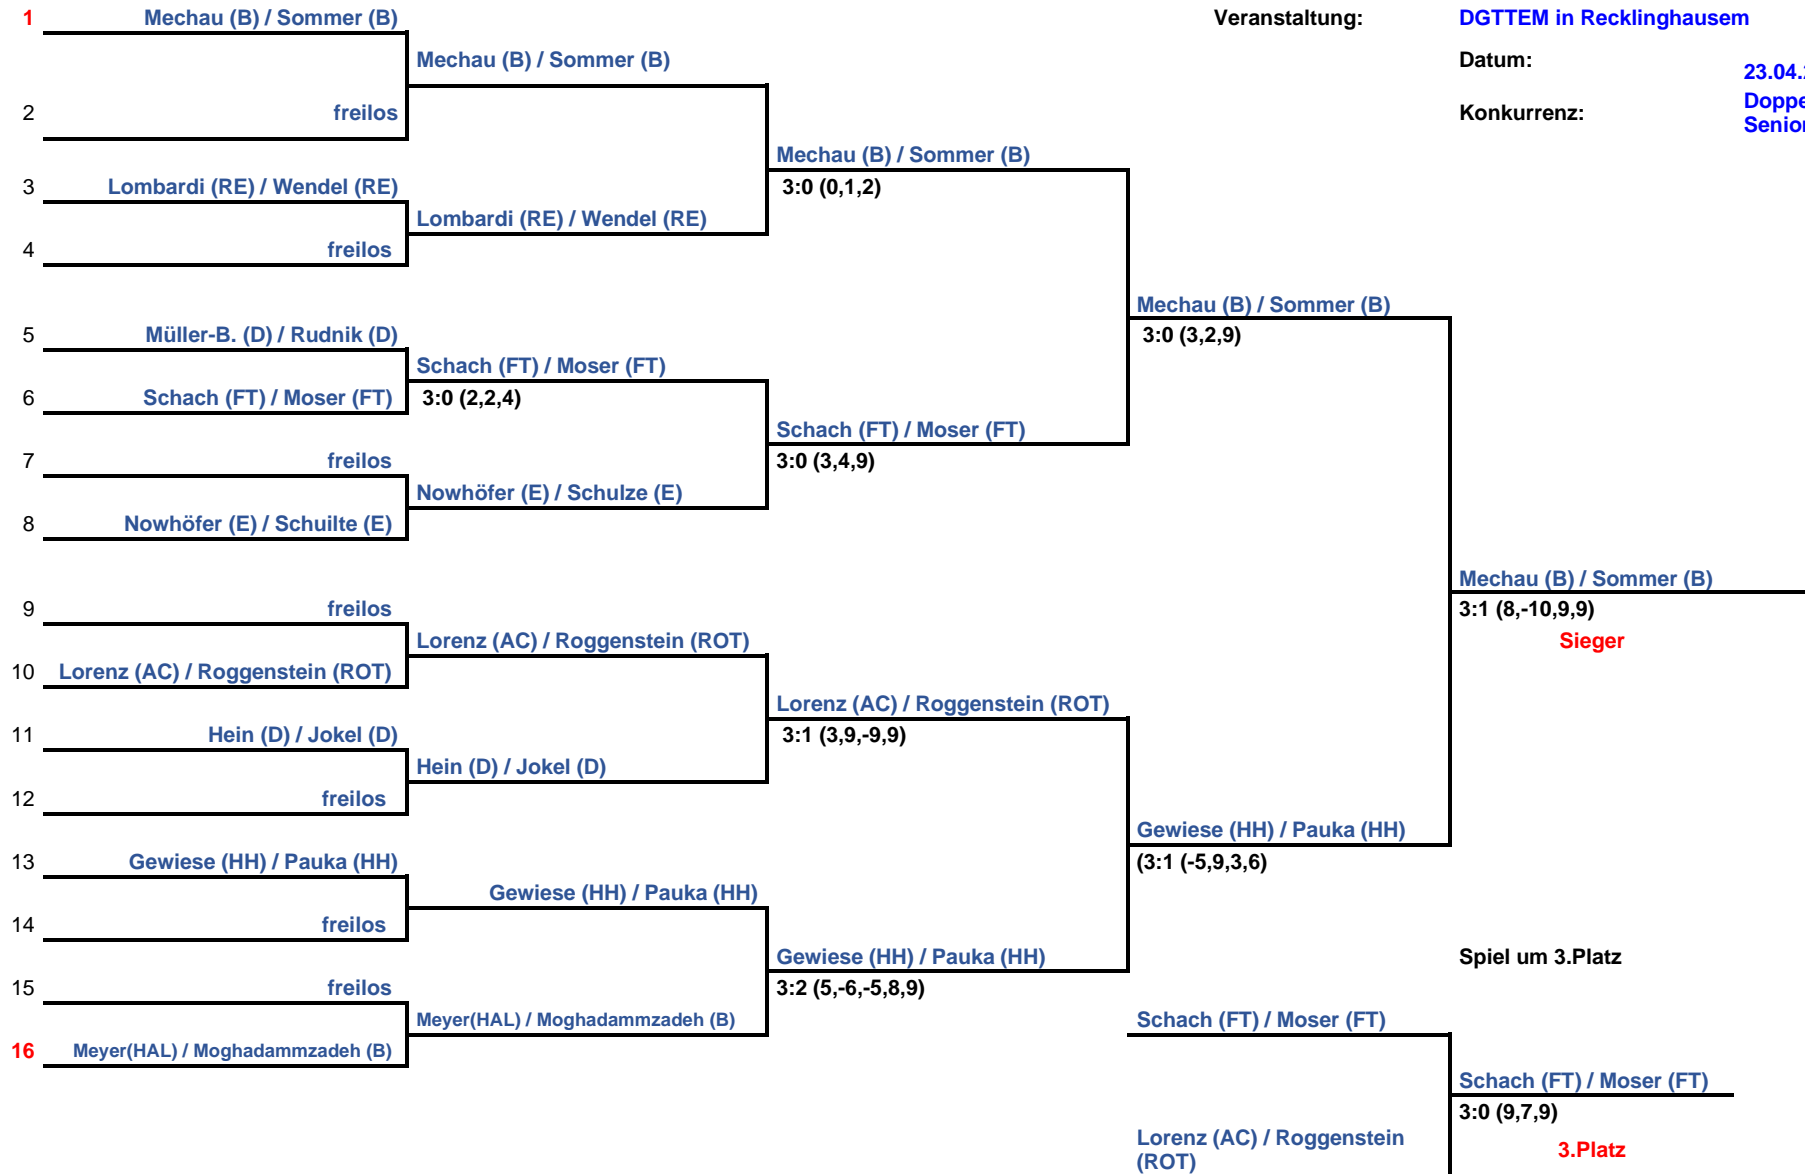 1 Mechau (B) / Sommer (B)
Veranstaltung: DGTTEM in Recklinghausem
Mechau (B) / Sommer (B)
Datum: 23.04.
2 freilos
Konkurrenz: Doppe
Senior
Mechau (B) / Sommer (B)
3 Lombardi (RE) / Wendel (RE)
3:0 (0,1,2)
Lombardi (RE) / Wendel (RE)
4 freilos
Mechau (B) / Sommer (B)
5 Müller-B. (D) / Rudnik (D)
3:0 (3,2,9)
Schach (FT) / Moser (FT)
6 Schach (FT) / Moser (FT)
3:0 (2,2,4)
Schach (FT) / Moser (FT)
7 freilos
3:0 (3,4,9)
Nowhöfer (E) / Schulze (E)
8 Nowhöfer (E) / Schuilte (E)
Mechau (B) / Sommer (B)
9 freilos
3:1 (8,-10,9,9)
Lorenz (AC) / Roggenstein (ROT)
Sieger
10 Lorenz (AC) / Roggenstein (ROT)
Lorenz (AC) / Roggenstein (ROT)
11 Hein (D) / Jokel (D)
3:1 (3,9,-9,9)
Hein (D) / Jokel (D)
12 freilos
Gewiese (HH) / Pauka (HH)
13 Gewiese (HH) / Pauka (HH)
(3:1 (-5,9,3,6)
Gewiese (HH) / Pauka (HH)
14 freilos
Gewiese (HH) / Pauka (HH)
Spiel um 3.Platz
15 freilos
3:2 (5,-6,-5,8,9)
Meyer(HAL) / Moghadammzadeh (B)
Schach (FT) / Moser (FT)
16 Meyer(HAL) / Moghadammzadeh (B)
Schach (FT) / Moser (FT)
3:0 (9,7,9)
Lorenz (AC) / Roggenstein
(ROT)
3.Platz